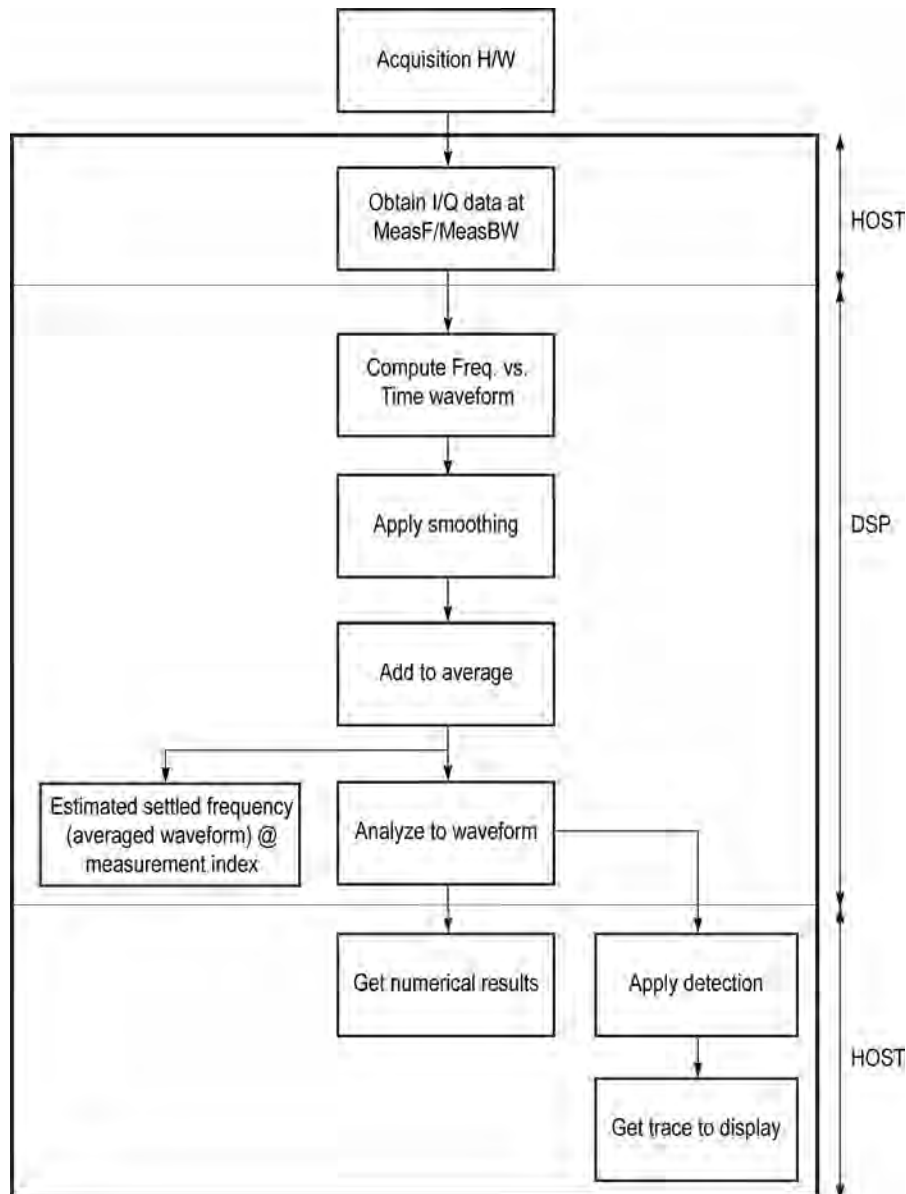 Acquisition H/W
Obtain I/Q data at
MeasF/MeasBW
HOST
Compute Freq. vs.
Time waveform
Apply smoothing
DSP
Add to average
Estimated settled frequency
(averaged waveform) @
measurement index
Analyze to waveform
Get numerical results
Apply detection
HOST
Get trace to display